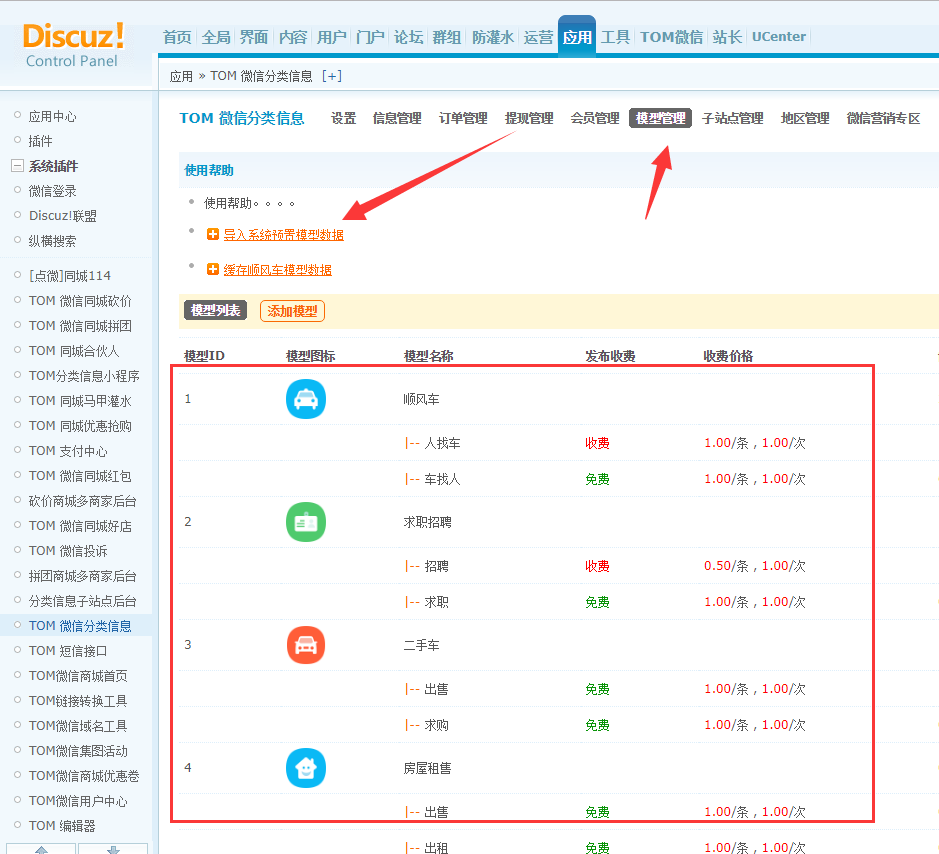 Discuz!
Control Panel
首页 全局 界面 内容 用户 门户 论坛 群组 防灌水 运营 应用 工具 TOM微信 站长 UCenter
应用 » TOM 微信分类信息 [+]
应用中心
插件
系统插件
微信登录
Discuz!联盟
纵横搜索
[点微]同城114
TOM 微信同城砍价
TOM 微信同城拼团
TOM 同城合伙人
TOM分类信息小程序
TOM 同城马甲灌水
TOM 同城优惠抢购
TOM 支付中心
TOM 微信同城红包
砍价商城多商家后台
TOM 微信同城好店
TOM 微信投诉
拼团商城多商家后台
分类信息子站点后台
TOM 微信分类信息
TOM 短信接口
TOM微信商城首页
TOM链接转换工具
TOM微信域名工具
TOM微信集图活动
TOM微信商城优惠卷
TOM微信用户中心
TOM 编辑器
TOM 微信分类信息 设置 信息管理 订单管理 提现管理 会员管理 模型管理 子站点管理 地区管理 微信营销专区
使用帮助
使用帮助。。。。
导入系统预置模型数据
缓存顺风车模型数据
模型列表 添加模型
模型ID 模型图标 模型名称 发布收费 收费价格
1 顺风车
|-- 人找车 收费 1.00/条，1.00/次
|-- 车找人 免费 1.00/条，1.00/次
2 求职招聘
|-- 招聘 收费 0.50/条，1.00/次
|-- 求职 免费 1.00/条，1.00/次
3 二手车
|-- 出售 免费 1.00/条，1.00/次
|-- 求购 免费 1.00/条，1.00/次
4 房屋租售
|-- 出售 免费 1.00/条，1.00/次
|-- 出租 免费 1.00/条，1.00/次